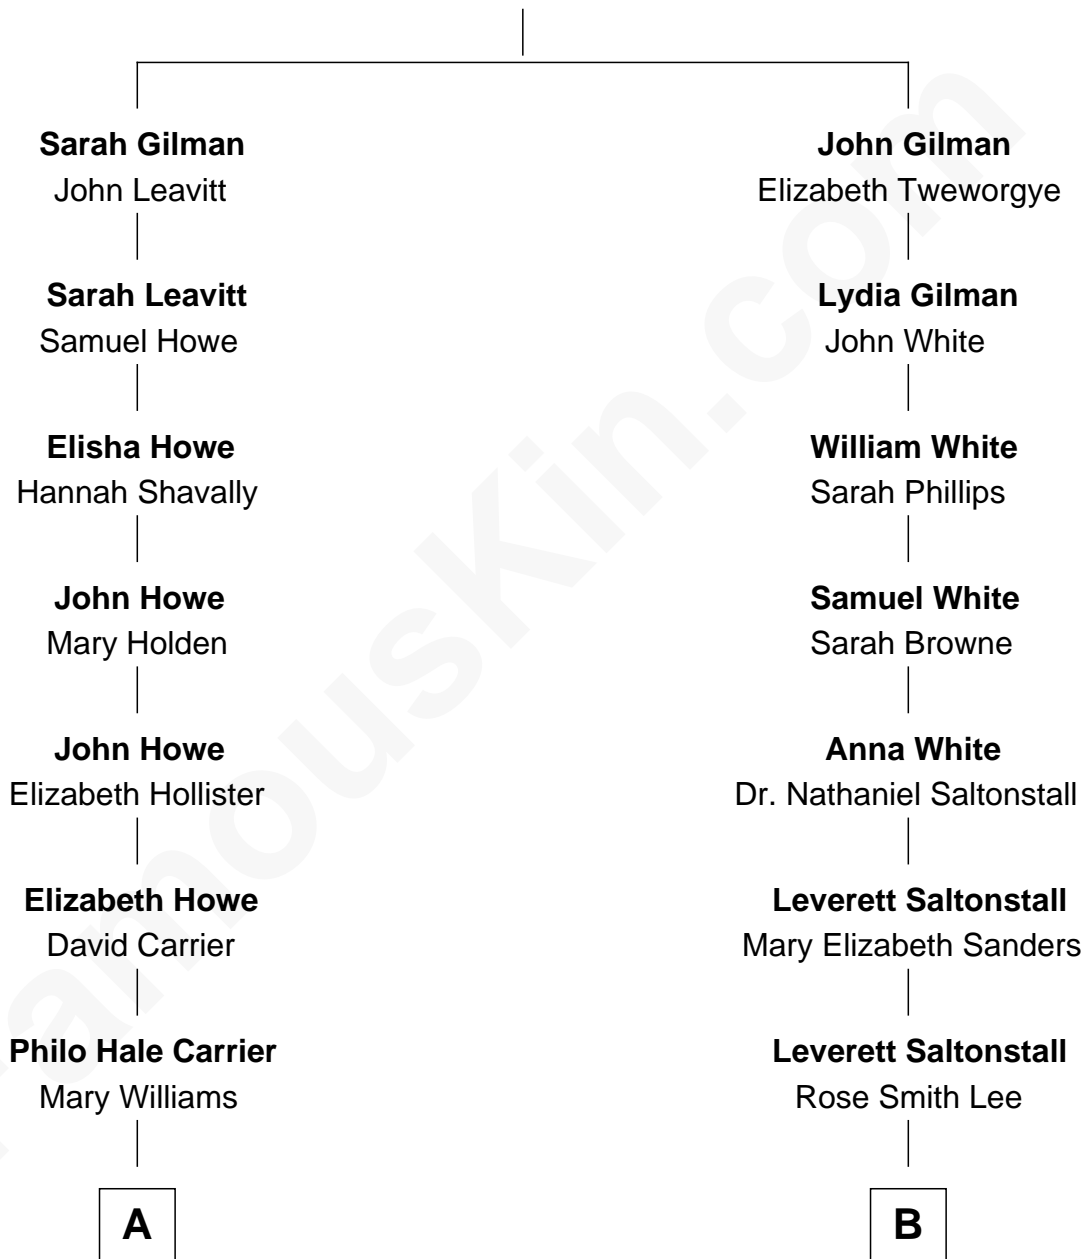 Sarah Gilman
John Leavitt
John Gilman
Elizabeth Tweworgye
Sarah Leavitt
Samuel Howe
Lydia Gilman
John White
Elisha Howe
Hannah Shavally
William White
Sarah Phillips
John Howe
Mary Holden
Samuel White
Sarah Browne
John Howe
Elizabeth Hollister
Anna White
Dr. Nathaniel Saltonstall
Elizabeth Howe
David Carrier
Leverett Saltonstall
Mary Elizabeth Sanders
Philo Hale Carrier
Mary Williams
Leverett Saltonstall
Rose Smith Lee
A
B
FamousKin.com